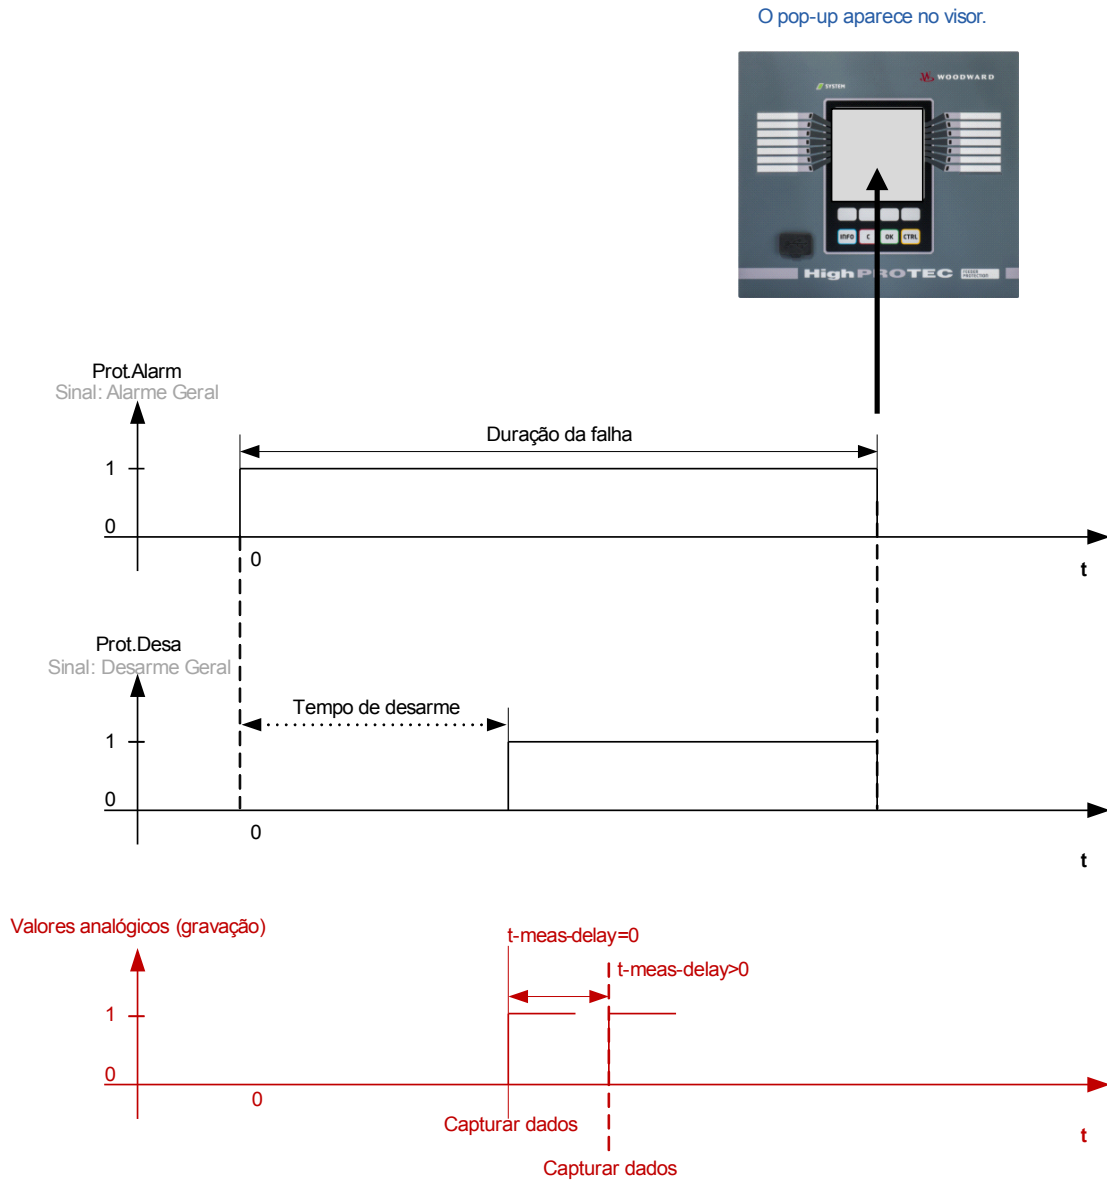 O pop-up aparece no visor.
WOODWARD
SYSTEM
INFO C OK CTRL
HighPROTEC
Prot.Alarm
Sinal: Alarme Geral
Duração da falha
1
0
0
t
Prot.Desa
Sinal: Desarme Geral
Tempo de desarme
1
0
0
t
Valores analógicos (gravação)
t-meas-delay=0
t-meas-delay>0
1
0
0
Capturar dados
t
Capturar dados